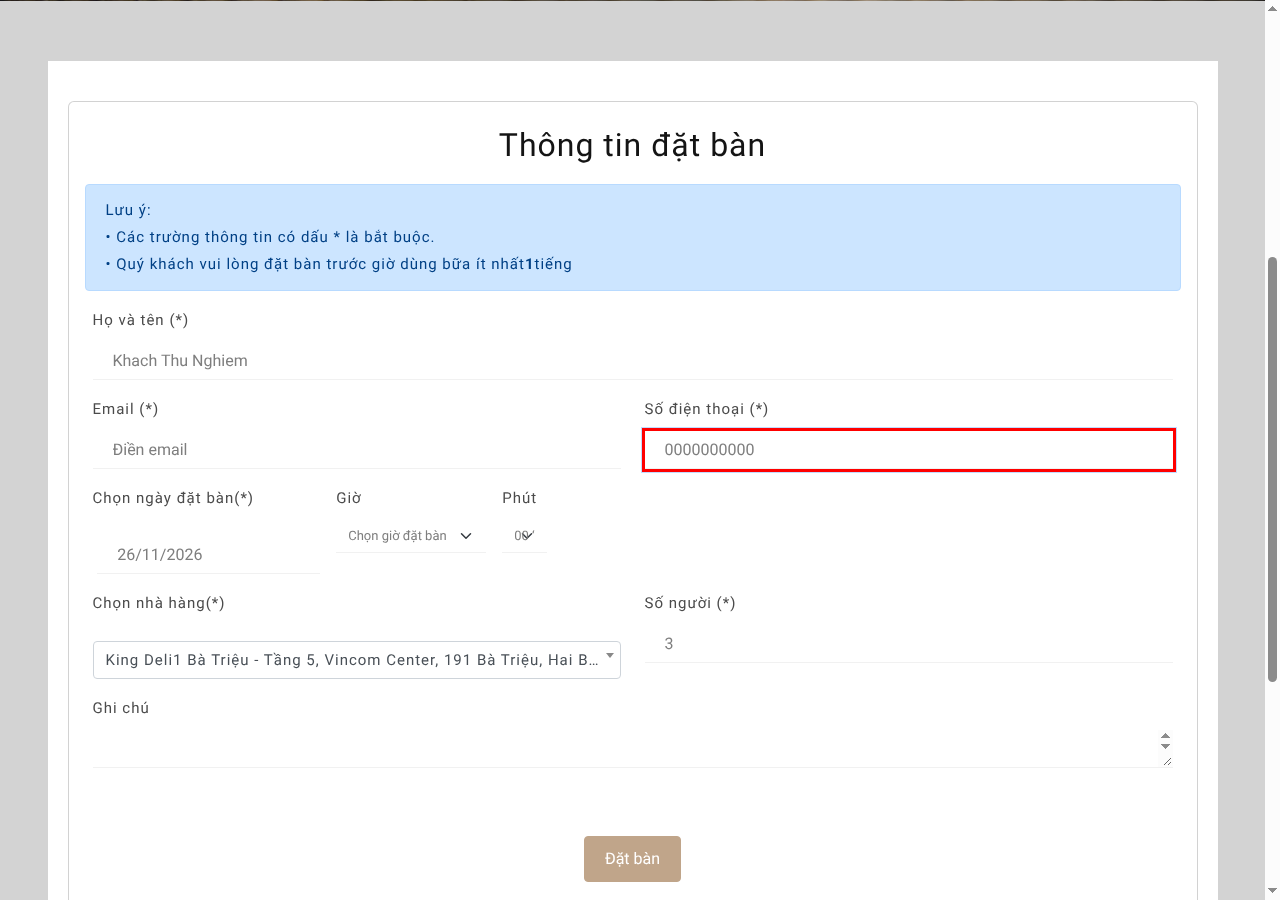 Thông tin đặt bàn
Lưu ý:
• Các trường thông tin có dấu * là bắt buộc.
• Quý khách vui lòng đặt bàn trước giờ dùng bữa ít nhất1tiếng
Họ và tên (*)
Khach Thu Nghiem
Email (*)
Số điện thoại (*)
Điền email
0000000000
Chọn ngày đặt bàn(*)
Giờ
Phút
Chọn giờ đặt bàn
00
26/11/2026
Chọn nhà hàng(*)
Số người (*)
3
King Deli1 Bà Triệu - Tầng 5, Vincom Center, 191 Bà Triệu, Hai B...
Ghi chú
Đặt bàn